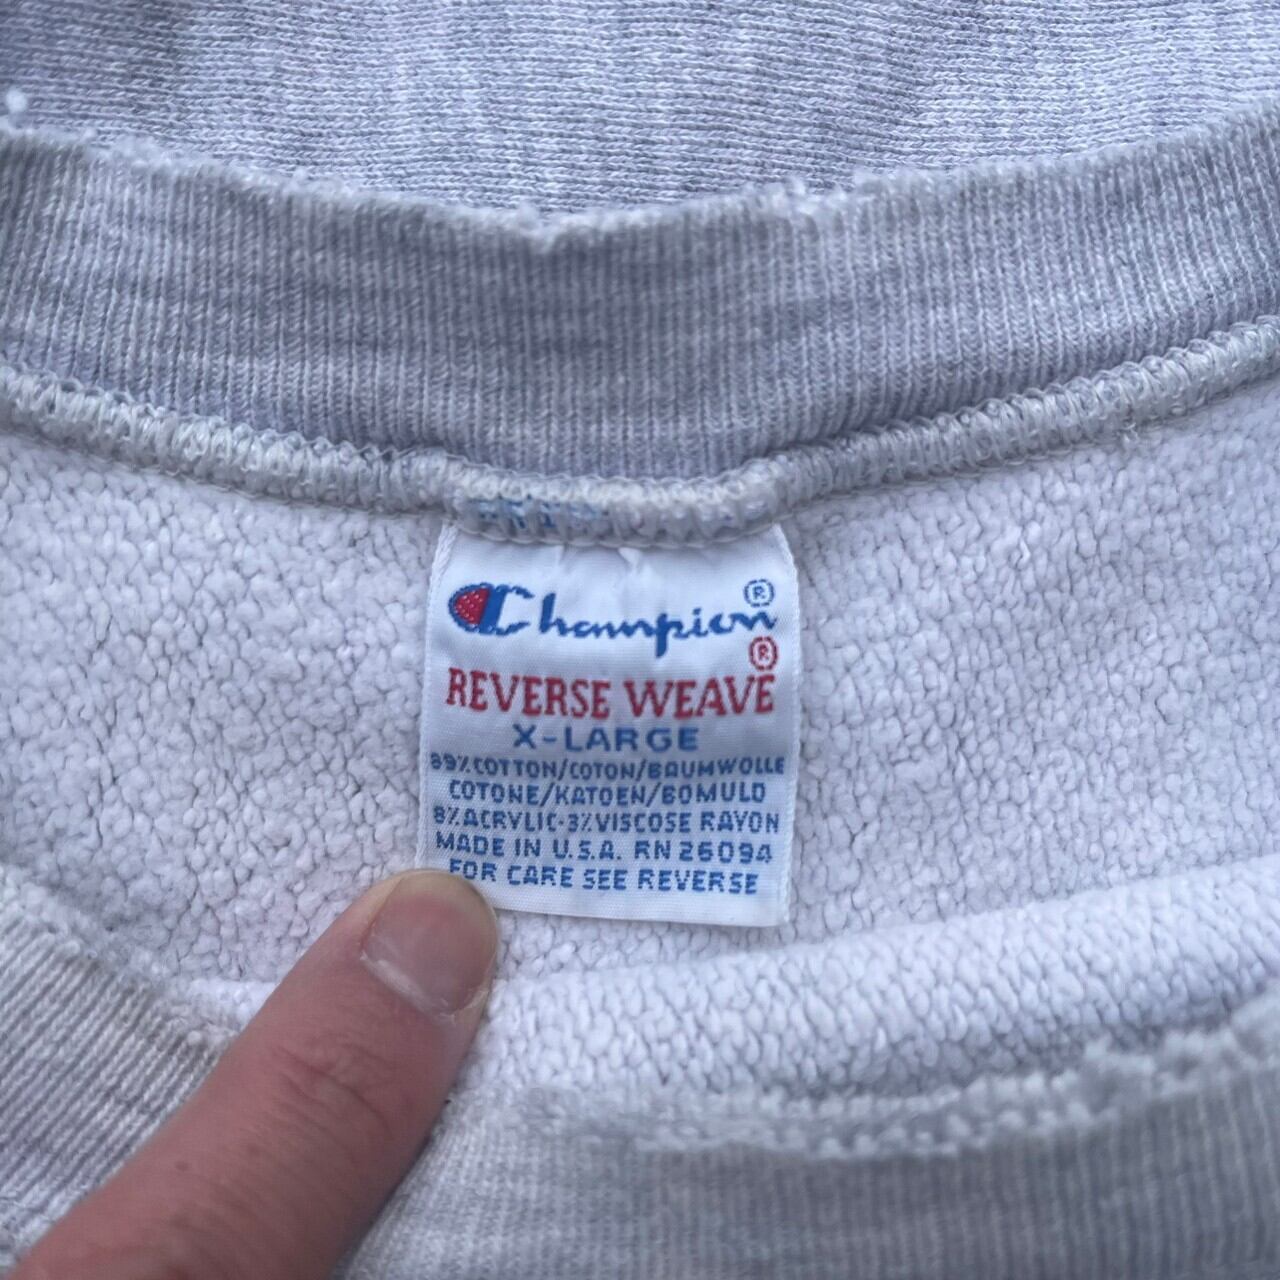 Champion®
®
REVERSE WEAVE
X-LARGE
89% COTTON/COTON/BAUMWOLLE
COTONE/KATOEN/BOMULD
8% ACRYLIC-3% VISCOSE RAYON
MADE IN U.S.A. RN 26094
FOR CARE SEE REVERSE